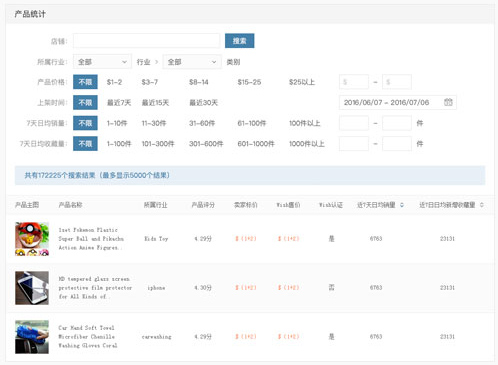 产品统计
店铺： 搜索
所属行业： 全部 行业 > 全部 类别
产品价格： 不限 $1-2 $3-7 $8-14 $15-25 $25以上 $ - $
上架时间： 不限 最近7天 最近15天 最近30天 2016/06/07 - 2016/07/06
7天日均销量： 不限 1-10件 11-30件 31-60件 61-100件 100件以上 - 件
7天日均收藏量： 不限 1-100件 101-300件 301-600件 601-1000件 1000件以上 - 件
共有172225个搜索结果（最多显示5000个结果）
产品主图 产品名称 所属行业 产品评分 卖家标价 Wish售价 Wish认证 近7天日均销量 近7日日均新增收藏量
1set Pokemon Plastic
Super Ball and Pikachu
Action Anime Figures..
Kids Toy 4.29分 $ (1+2) $ (1+2) 是 6763 23131
HD tempered glass screen
protective film protector
for All Kinds of..
iphone 4.30分 $ (1+2) $ (1+2) 否 6763 23131
Car Hand Soft Towel
Microfiber Chenille
Washing Gloves Coral
carwashing 4.29分 $ (1+2) $ (1+2) 是 6763 23131